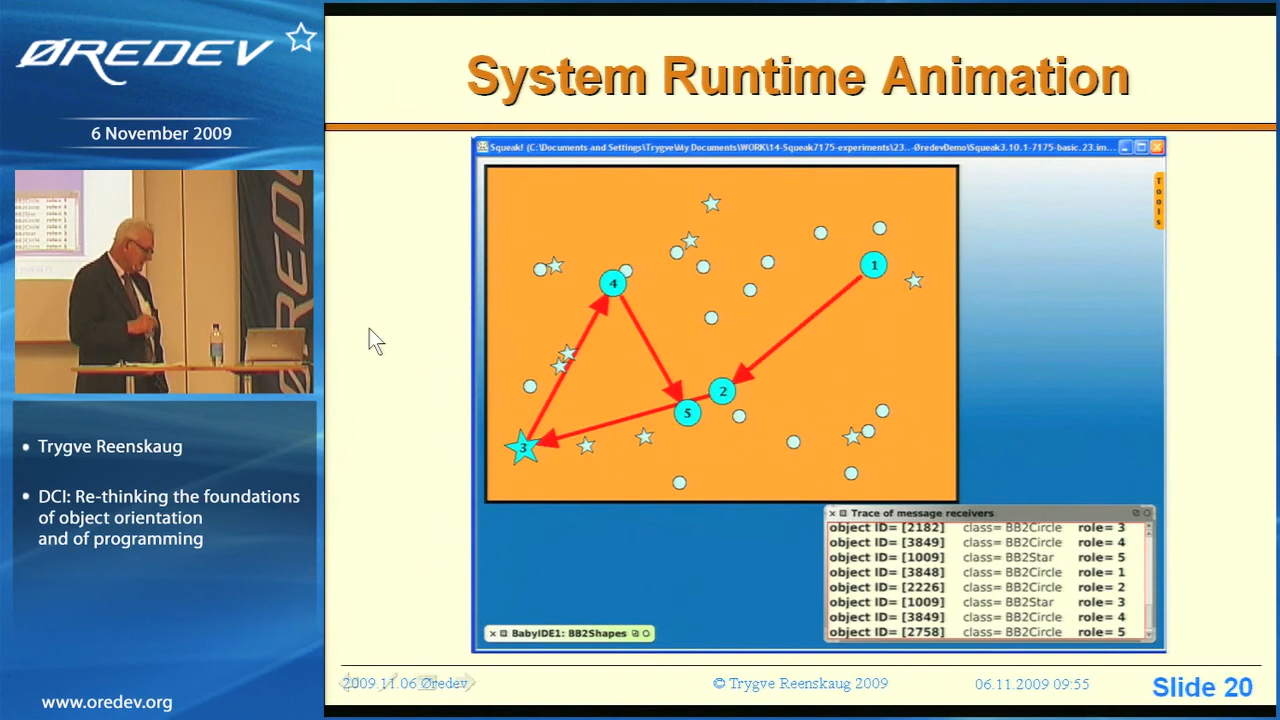 ØREDEV
6 November 2009
Trygve Reenskaug
DCI: Re-thinking the foundations
of object orientation
and of programming
www.oredev.org
System Runtime Animation
Squeak! (C:\Documents and Settings\Trygve\My Documents\WORK\14-Squeak7175-experiments\23...-ØredevDemo\Squeak3.10.1-7175-basic.23.im...
Tools
1
4
2
5
3
Trace of message receivers
object ID= [2182] class= BB2Circle role= 3
object ID= [3849] class= BB2Circle role= 4
object ID= [1009] class= BB2Star role= 5
object ID= [3848] class= BB2Circle role= 1
object ID= [2226] class= BB2Circle role= 2
object ID= [1009] class= BB2Star role= 3
object ID= [3849] class= BB2Circle role= 4
object ID= [2758] class= BB2Circle role= 5
BabyIDE1: BB2Shapes
2009.11.06 Øredev
© Trygve Reenskaug 2009
06.11.2009 09:55
Slide 20